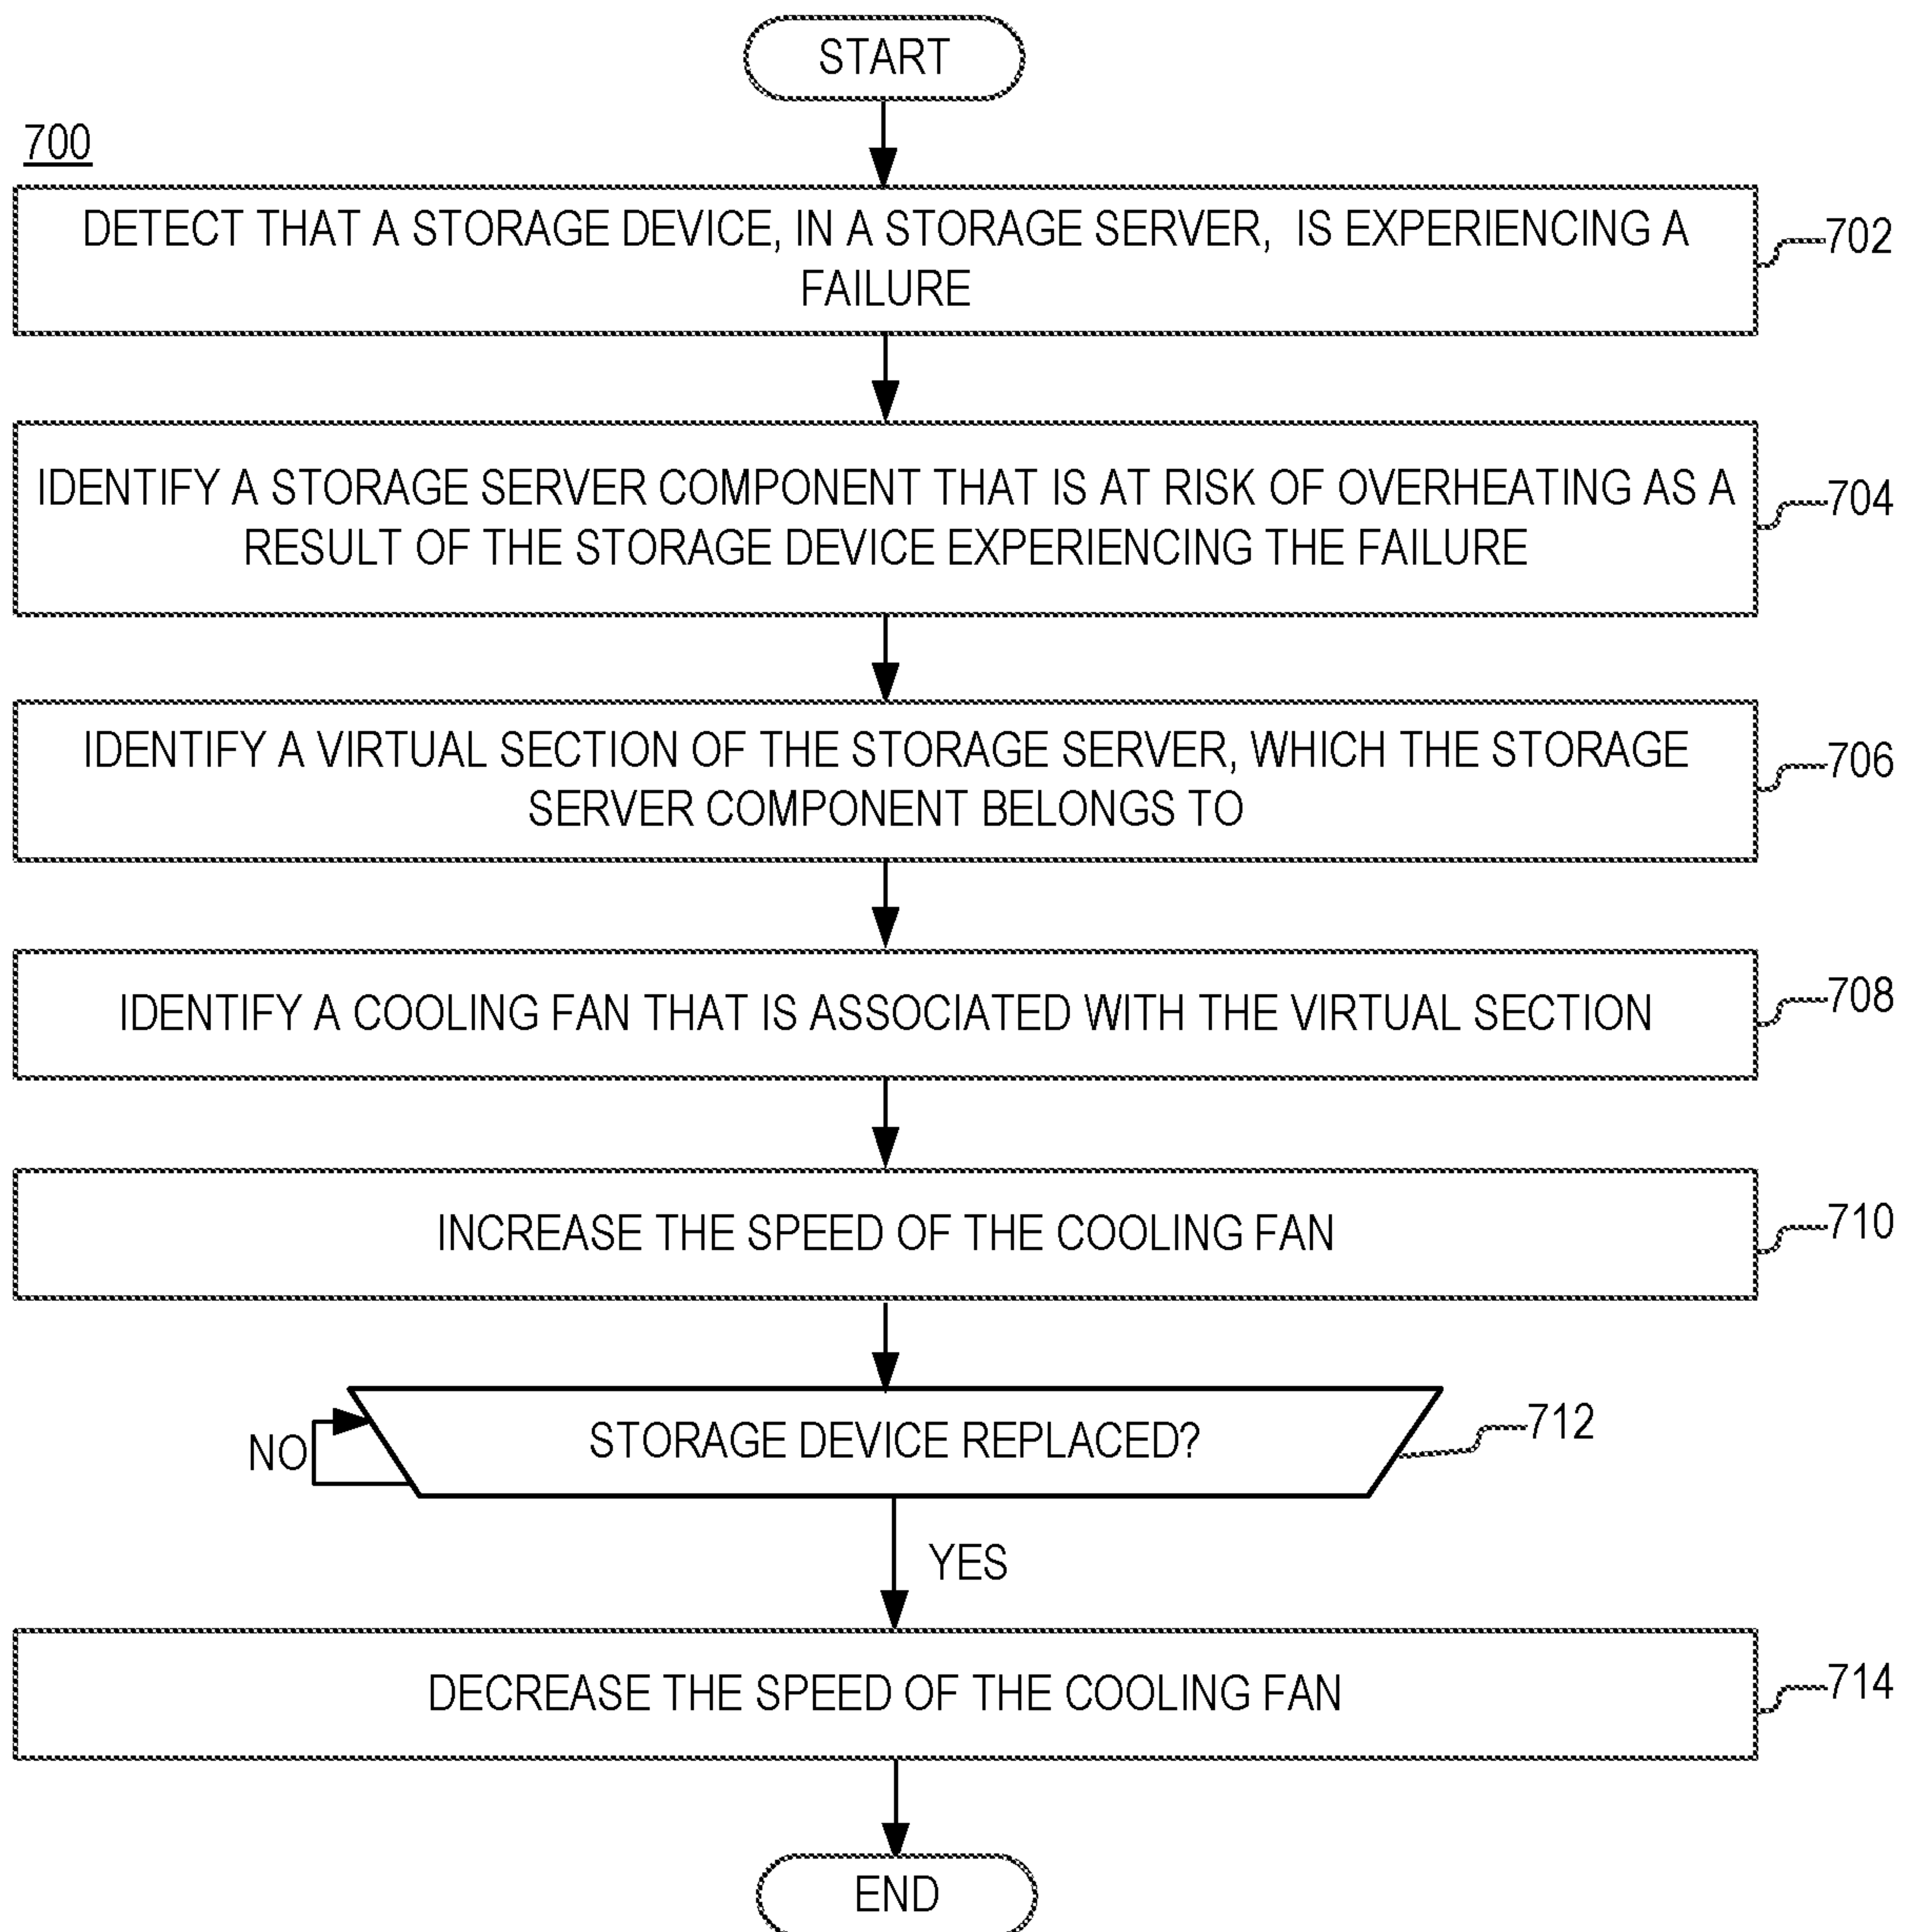 START
700
DETECT THAT A STORAGE DEVICE, IN A STORAGE SERVER, IS EXPERIENCING A
FAILURE
702
IDENTIFY A STORAGE SERVER COMPONENT THAT IS AT RISK OF OVERHEATING AS A
RESULT OF THE STORAGE DEVICE EXPERIENCING THE FAILURE
704
IDENTIFY A VIRTUAL SECTION OF THE STORAGE SERVER, WHICH THE STORAGE
SERVER COMPONENT BELONGS TO
706
IDENTIFY A COOLING FAN THAT IS ASSOCIATED WITH THE VIRTUAL SECTION
708
INCREASE THE SPEED OF THE COOLING FAN
710
STORAGE DEVICE REPLACED?
712
NO
YES
DECREASE THE SPEED OF THE COOLING FAN
714
END